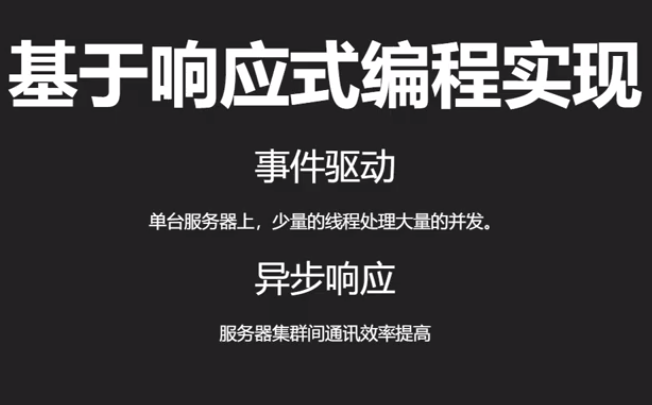 基于响应式编程实现
事件驱动
单台服务器上，少量的线程处理大量的并发。
异步响应
服务器集群间通讯效率提高